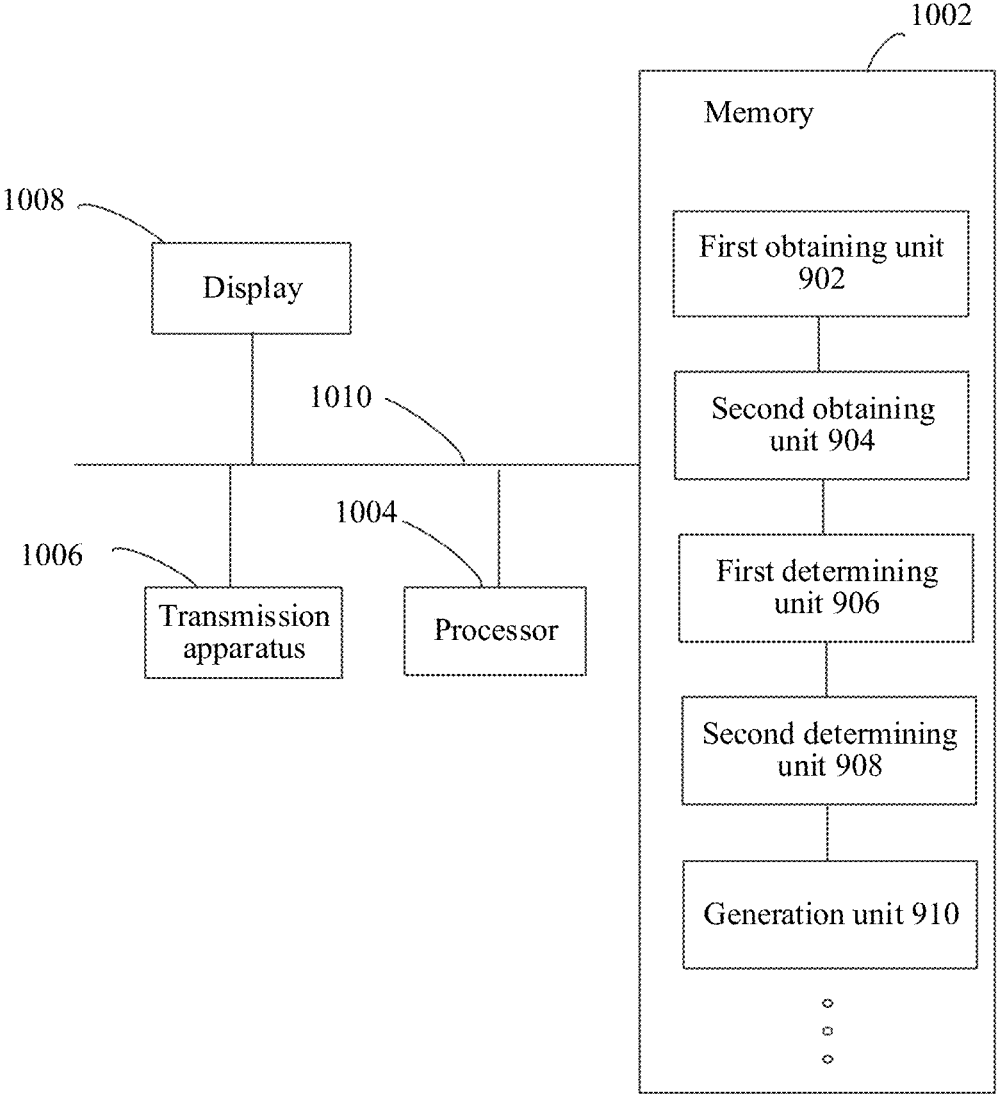 1002
Memory
1008
Display
First obtaining unit
902
1010
Second obtaining
unit 904
1004
1006
First determining
unit 906
Transmission
apparatus
Processor
Second determining
unit 908
Generation unit 910